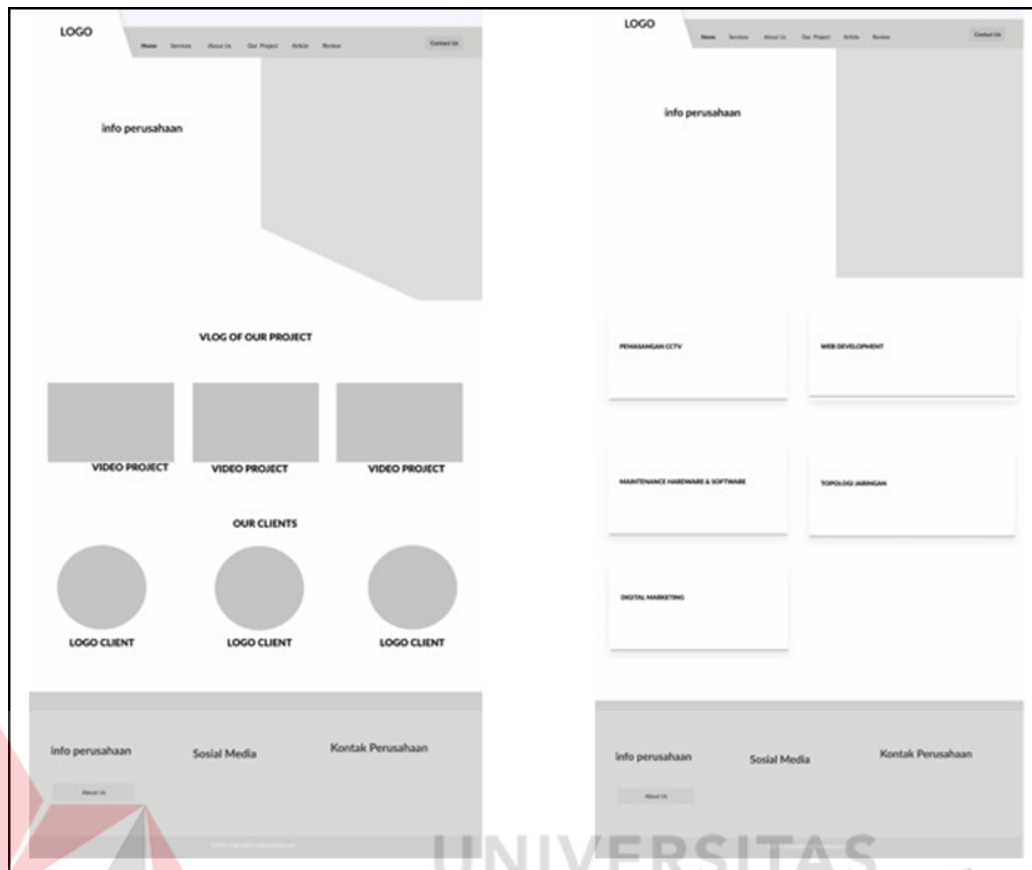 LOGO
Home Services About Us Our Project Article Review Contact Us
info perusahaan
VLOG OF OUR PROJECT
VIDEO PROJECT VIDEO PROJECT VIDEO PROJECT
OUR CLIENTS
LOGO CLIENT LOGO CLIENT LOGO CLIENT
info perusahaan Sosial Media Kontak Perusahaan
About Us
LOGO
Home Services About Us Our Project Article Review Contact Us
info perusahaan
PEMASANGAN CCTV WEB DEVELOPMENT
MAINTENANCE HARDWARE & SOFTWARE TOPOLOGI JARINGAN
DIGITAL MARKETING
info perusahaan Sosial Media Kontak Perusahaan
About Us
UNIVERSITAS